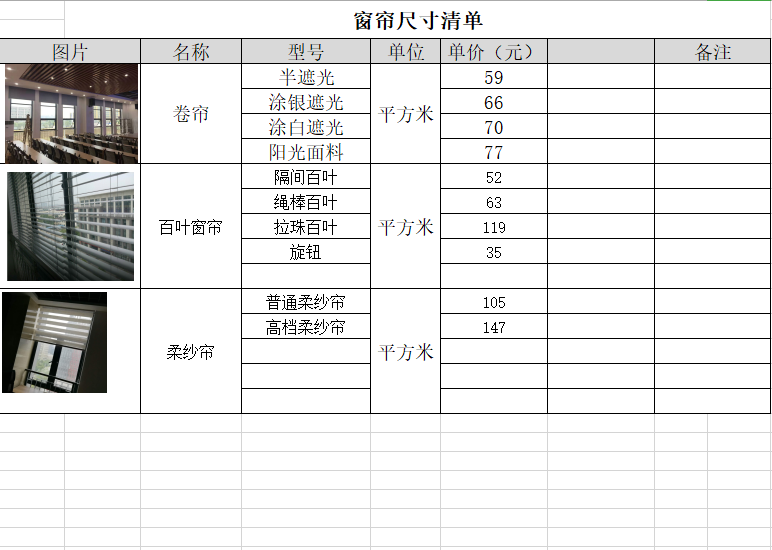 窗帘尺寸清单
图片 名称 型号 单位 单价（元） 备注
卷帘 平方米
半遮光 59
涂银遮光 66
涂白遮光 70
阳光面料 77
百叶窗帘 平方米
隔间百叶 52
绳棒百叶 63
拉珠百叶 119
旋钮 35
柔纱帘 平方米
普通柔纱帘 105
高档柔纱帘 147